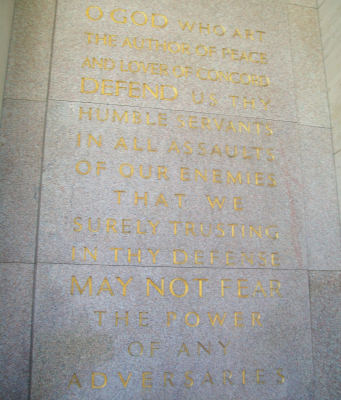 O GOD WHO ART
THE AUTHOR OF PEACE
AND LOVER OF CONCORD
DEFEND US THY
HUMBLE SERVANTS
IN ALL ASSAULTS
OF OUR ENEMIES
THAT WE
SURELY TRUSTING
IN THY DEFENSE
MAY NOT FEAR
THE POWER
OF ANY
ADVERSARIES